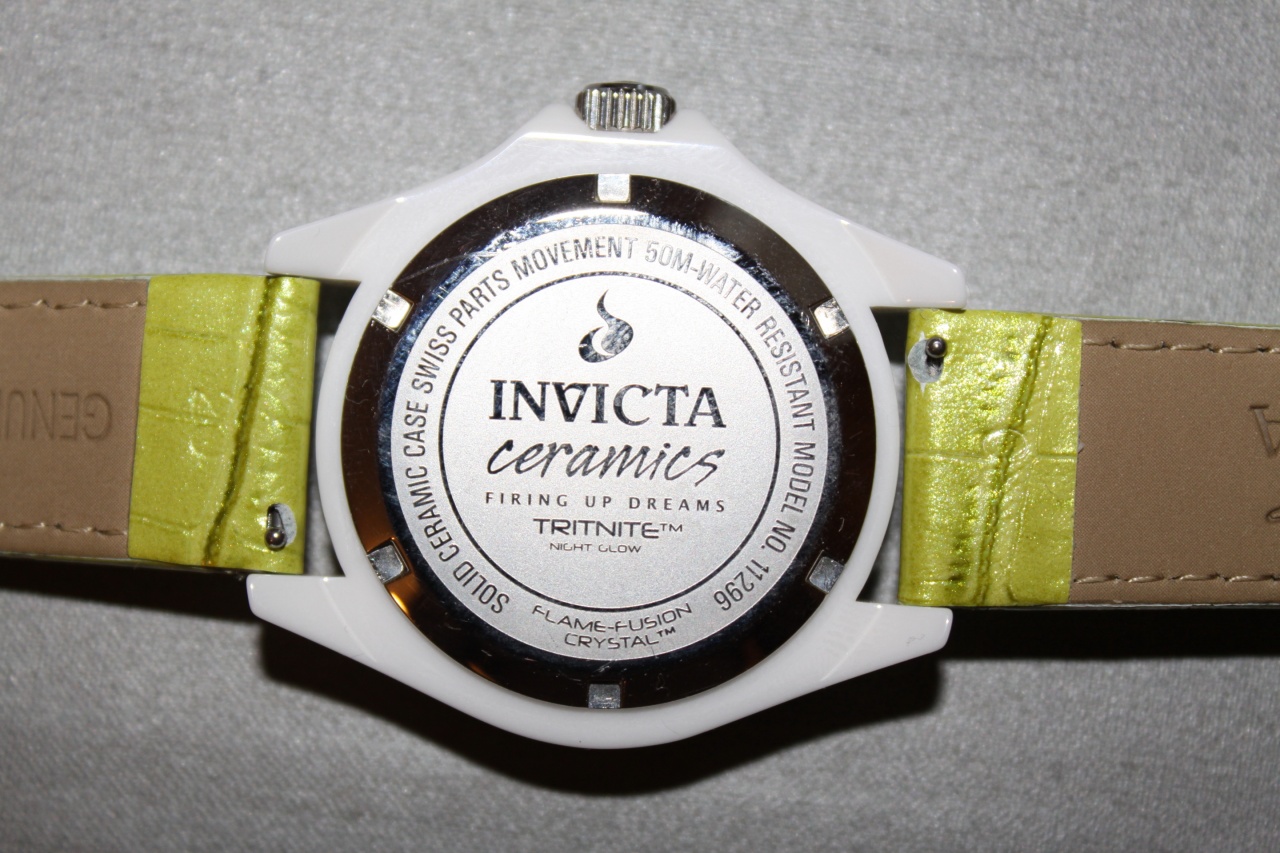 SOLID CERAMIC CASE SWISS PARTS MOVEMENT 50M-WATER RESISTANT MODEL NO. 11296
INVICTA
ceramics
FIRING UP DREAMS
TRITNITE™
NIGHT GLOW
FLAME-FUSION
CRYSTAL™
GENU